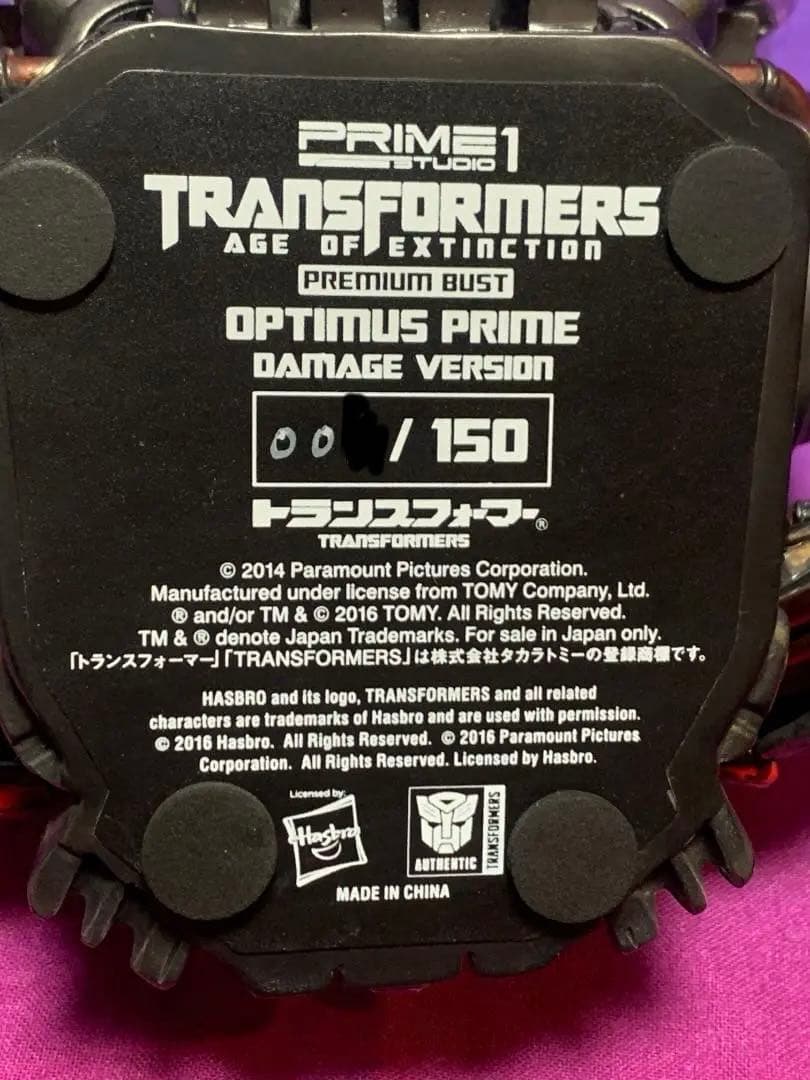 PRIME 1
STUDIO
TRANSFORMERS
AGE OF EXTINCTION
PREMIUM BUST
OPTIMUS PRIME
DAMAGE VERSION
00 / 150
トランスフォーマー®
TRANSFORMERS
© 2014 Paramount Pictures Corporation.
Manufactured under license from TOMY Company, Ltd.
® and/or TM & © 2016 TOMY. All Rights Reserved.
TM & ® denote Japan Trademarks. For sale in Japan only.
「トランスフォーマー」「TRANSFORMERS」は株式会社タカラトミーの登録商標です。
HASBRO and its logo, TRANSFORMERS and all related
characters are trademarks of Hasbro and are used with permission.
© 2016 Hasbro. All Rights Reserved. © 2016 Paramount Pictures
Corporation. All Rights Reserved. Licensed by Hasbro.
Licensed by:
Hasbro
AUTHENTIC
TRANSFORMERS
MADE IN CHINA